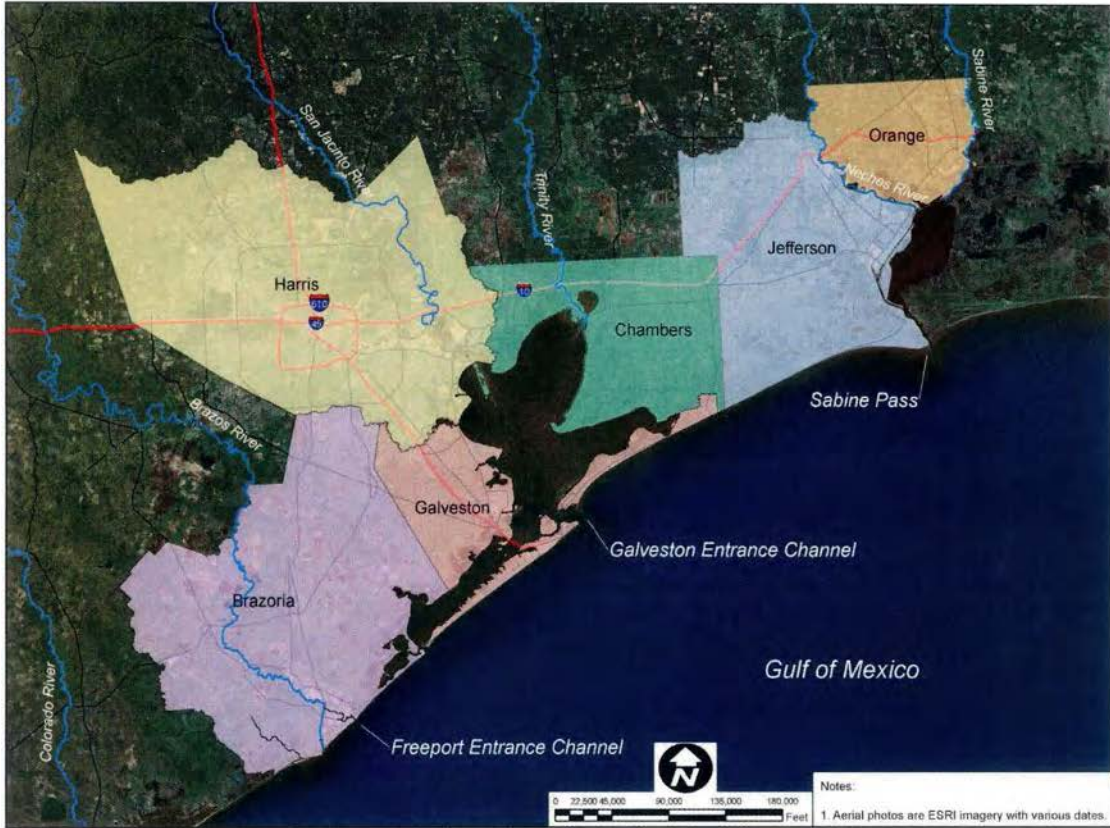 San Jacinto River
Trinity River
Sabine River
Orange
Neches River
Jefferson
Harris
610
45
10
Chambers
Sabine Pass
Brazos River
Galveston
Galveston Entrance Channel
Brazoria
Gulf of Mexico
Colorado River
Freeport Entrance Channel
N
0 22,500 45,000 90,000 135,000 180,000
Feet
Notes:
1. Aerial photos are ESRI imagery with various dates.